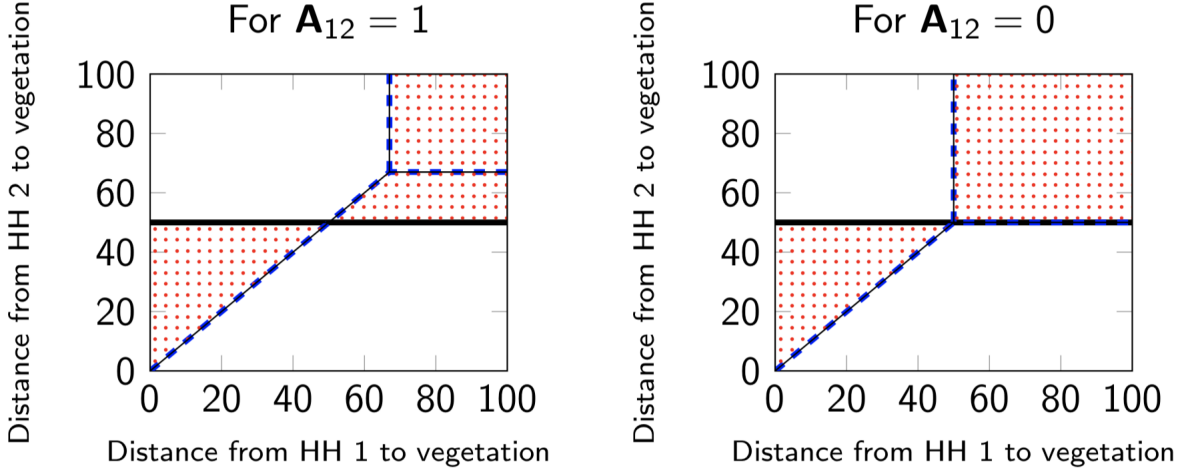 For A₁₂ = 1
Distance from HH 2 to vegetation
100
80
60
40
20
0
0 20 40 60 80 100
Distance from HH 1 to vegetation
For A₁₂ = 0
Distance from HH 2 to vegetation
100
80
60
40
20
0
0 20 40 60 80 100
Distance from HH 1 to vegetation